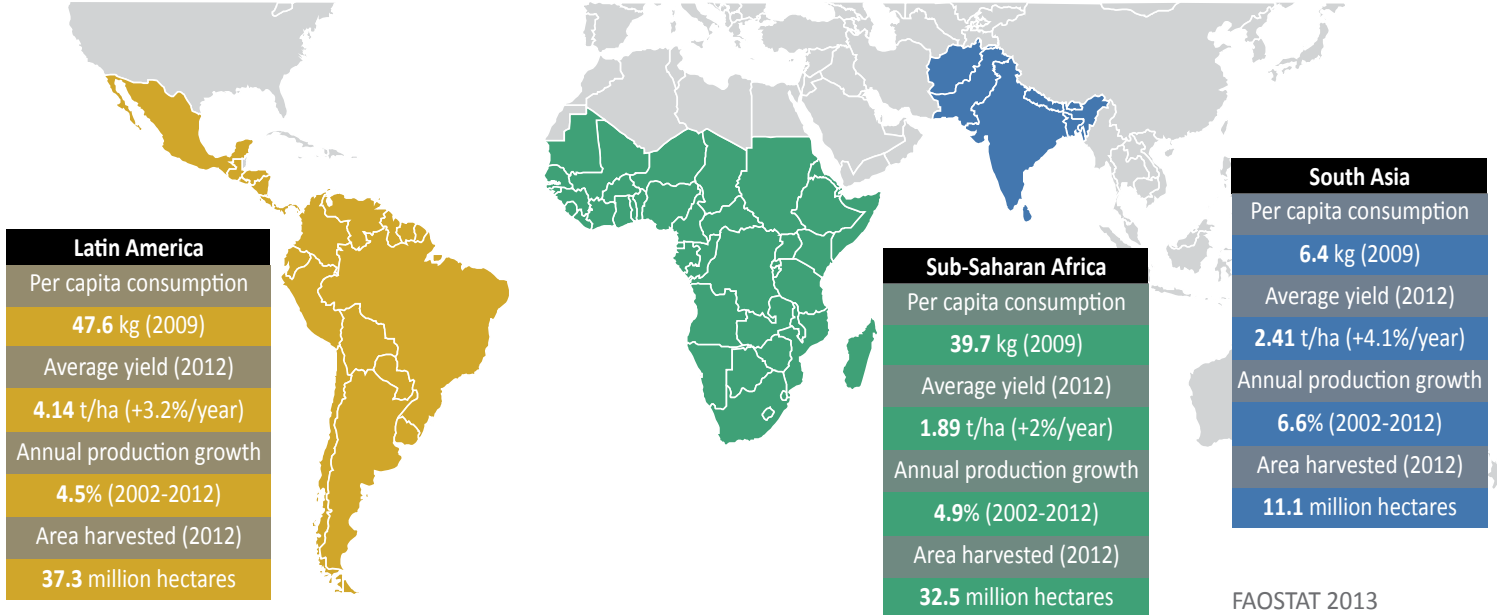 Latin America
Per capita consumption
47.6 kg (2009)
Average yield (2012)
4.14 t/ha (+3.2%/year)
Annual production growth
4.5% (2002-2012)
Area harvested (2012)
37.3 million hectares
Sub-Saharan Africa
Per capita consumption
39.7 kg (2009)
Average yield (2012)
1.89 t/ha (+2%/year)
Annual production growth
4.9% (2002-2012)
Area harvested (2012)
32.5 million hectares
South Asia
Per capita consumption
6.4 kg (2009)
Average yield (2012)
2.41 t/ha (+4.1%/year)
Annual production growth
6.6% (2002-2012)
Area harvested (2012)
11.1 million hectares
FAOSTAT 2013